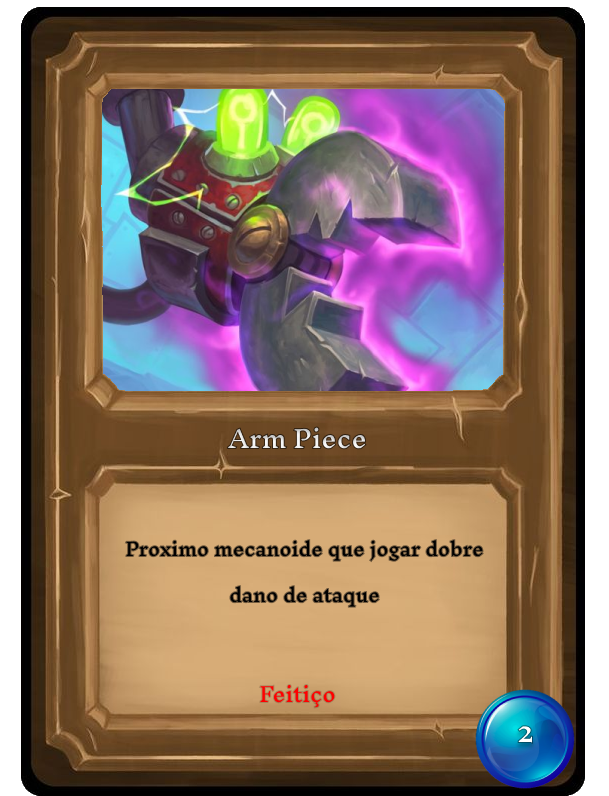 Arm Piece
Proximo mecanoide que jogar dobre
dano de ataque
Feitiço
2